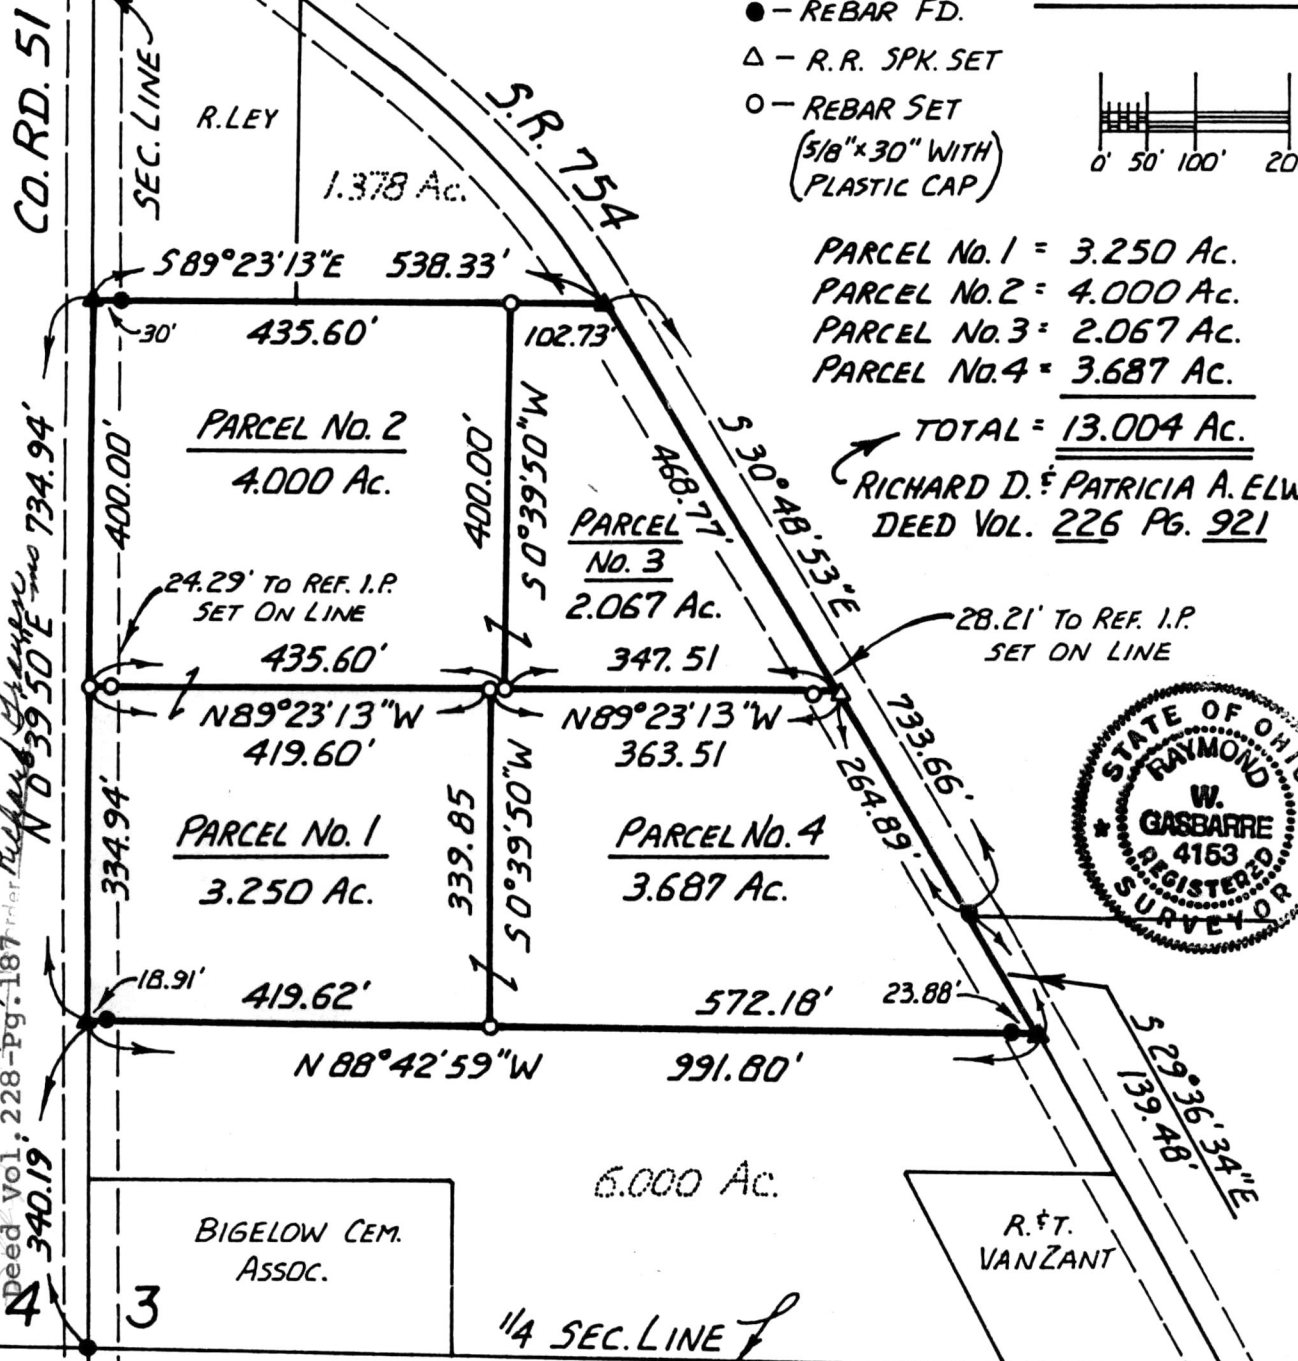 ● - REBAR FD.
△ - R.R. SPK. SET
○ - REBAR SET
(5/8"x30" WITH
PLASTIC CAP)
0' 50' 100' 20
CO. RD. 51
SEC. LINE
R. LEY
1.378 Ac.
S.R. 754
PARCEL No. 1 = 3.250 Ac.
PARCEL No. 2 = 4.000 Ac.
PARCEL No. 3 = 2.067 Ac.
PARCEL No. 4 = 3.687 Ac.
TOTAL = 13.004 Ac.
RICHARD D. & PATRICIA A. ELW
DEED VOL. 226 PG. 921
S 89°23'13"E 538.33'
30'
435.60'
102.73'
PARCEL No. 2
4.000 Ac.
400.00'
400.00'
S 0°39'50"W
N 0°39'50"E 734.94'
PARCEL
No. 3
2.067 Ac.
468.77'
S 30°48'53"E
24.29' TO REF. I.P.
SET ON LINE
28.21' TO REF. I.P.
SET ON LINE
435.60'
347.51
N 89°23'13"W
419.60'
N 89°23'13"W
363.51
733.66'
264.89'
PARCEL No. 1
3.250 Ac.
334.94'
339.85
S 0°39'50"W
PARCEL No. 4
3.687 Ac.
STATE OF OHIO
RAYMOND
W.
GASBARRE
4153
REGISTERED
SURVEYOR
18.91'
419.62'
572.18'
23.88'
N 88°42'59"W 991.80'
S 29°36'34"E
139.48'
Deed Vol. 228-Pg. 187
340.19'
6.000 Ac.
BIGELOW CEM.
ASSOC.
R. & T.
VANZANT
4 3
1/4 SEC. LINE